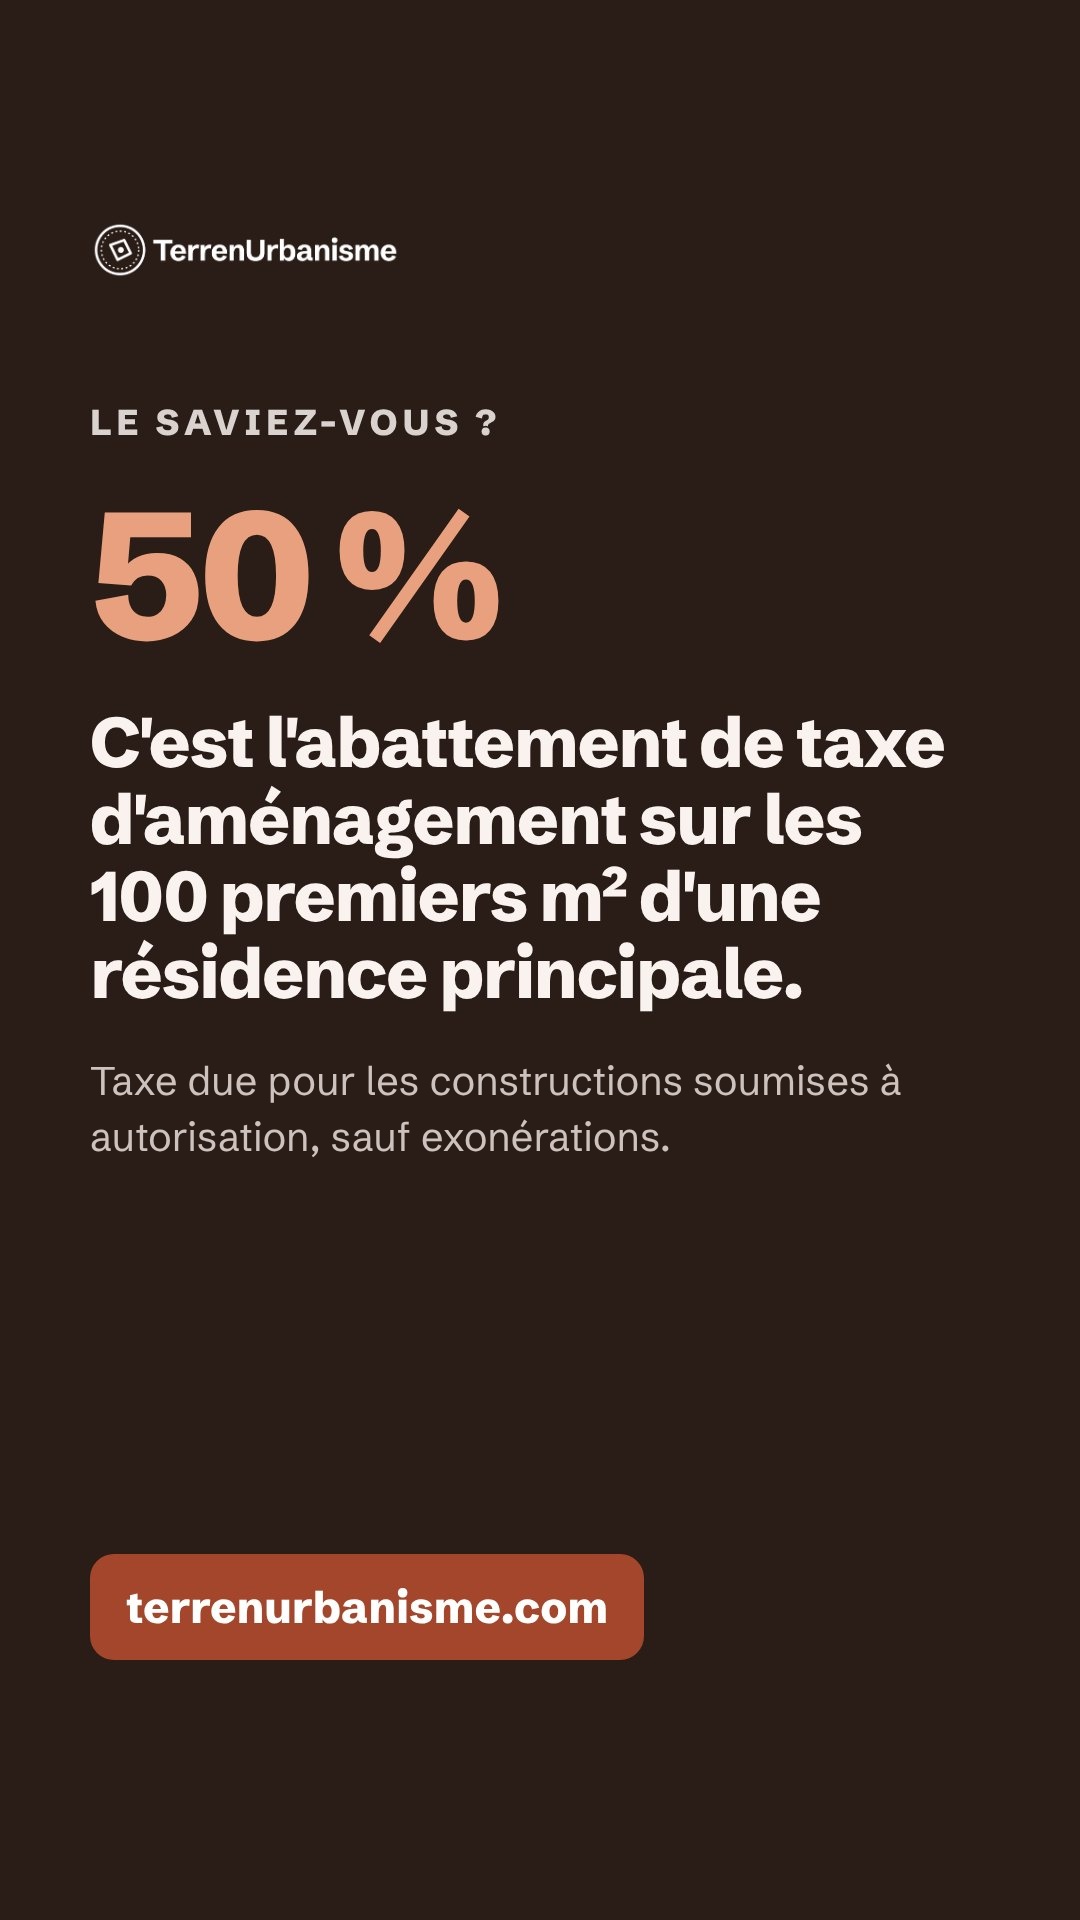 TerrenUrbanisme
LE SAVIEZ-VOUS ?
50 %
C'est l'abattement de taxe
d'aménagement sur les
100 premiers m² d'une
résidence principale.
Taxe due pour les constructions soumises à
autorisation, sauf exonérations.
terrenurbanisme.com